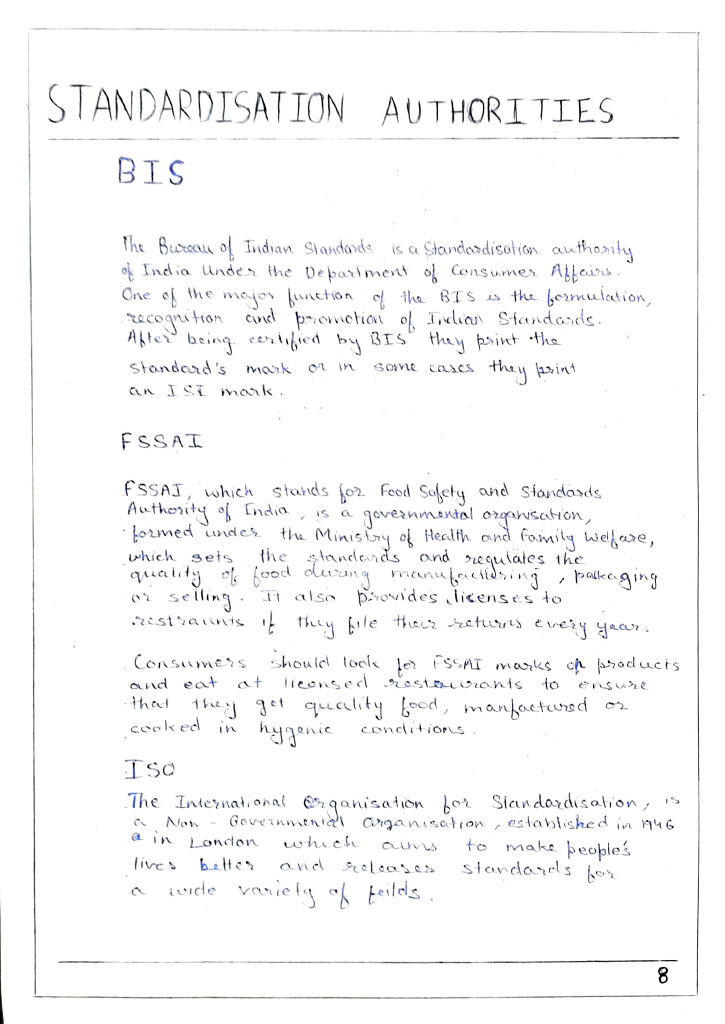 STANDARDISATION AUTHORITIES
BIS
The Bureau of Indian Standards is a Standardisation authority
of India Under the Department of Consumer Affairs.
One of the major function of the BIS is the formulation,
recognition and promotion of Indian Standards.
After being certified by BIS they print the
standard's mark or in some cases they print
an ISI mark.
FSSAI
FSSAI, which stands for Food Safety and Standards
Authority of India, is a governmental organisation,
formed under the Ministry of Health and Family Welfare,
which sets the standards and regulates the
quality of food during manufacturing, packaging
or selling. It also provides licenses to
restraunts if they file their returns every year.
Consumers should look for FSSAI marks on products
and eat at licensed restaurants to ensure
that they get quality food, manfactured or
cooked in hygenic conditions.
ISO
The International Organisation for Standardisation, is
a Non-Governmental Organisation, established in 1946
a in London which aims to make people's
lives better and releases standards for
a wide variety of feilds.
8